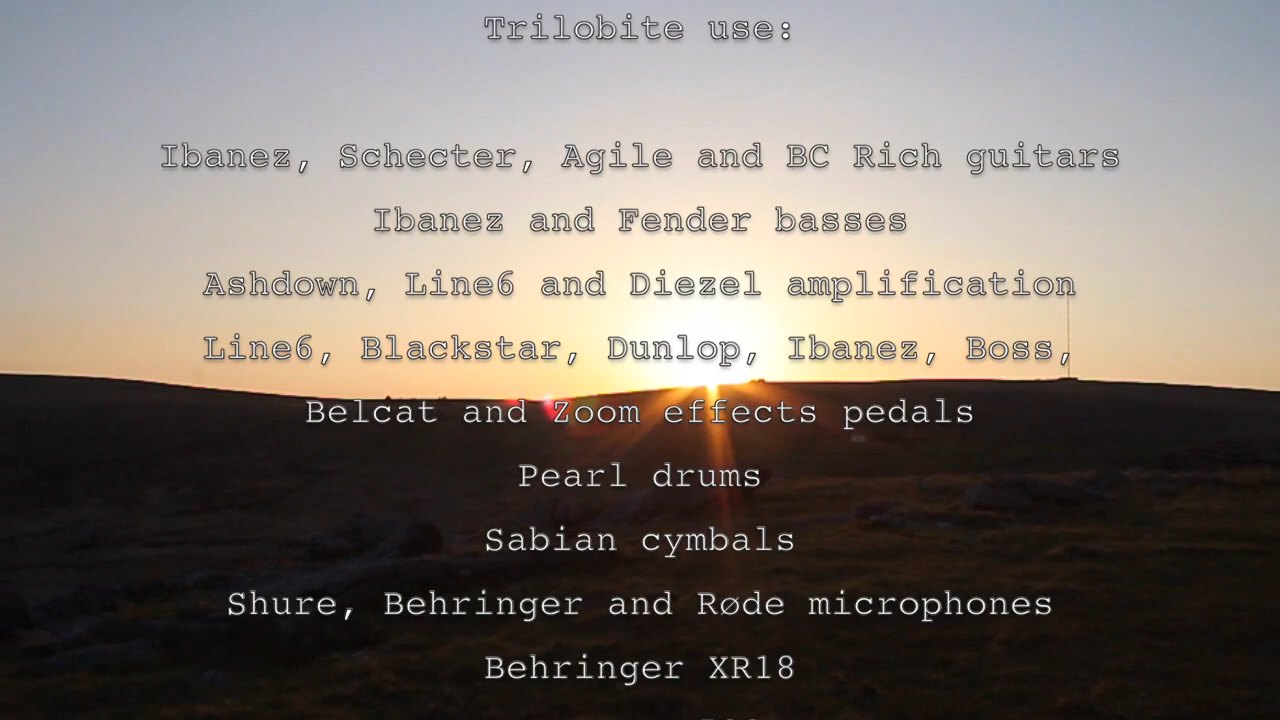 Trilobite use:
Ibanez, Schecter, Agile and BC Rich guitars
Ibanez and Fender basses
Ashdown, Line6 and Diezel amplification
Line6, Blackstar, Dunlop, Ibanez, Boss,
Belcat and Zoom effects pedals
Pearl drums
Sabian cymbals
Shure, Behringer and Røde microphones
Behringer XR18